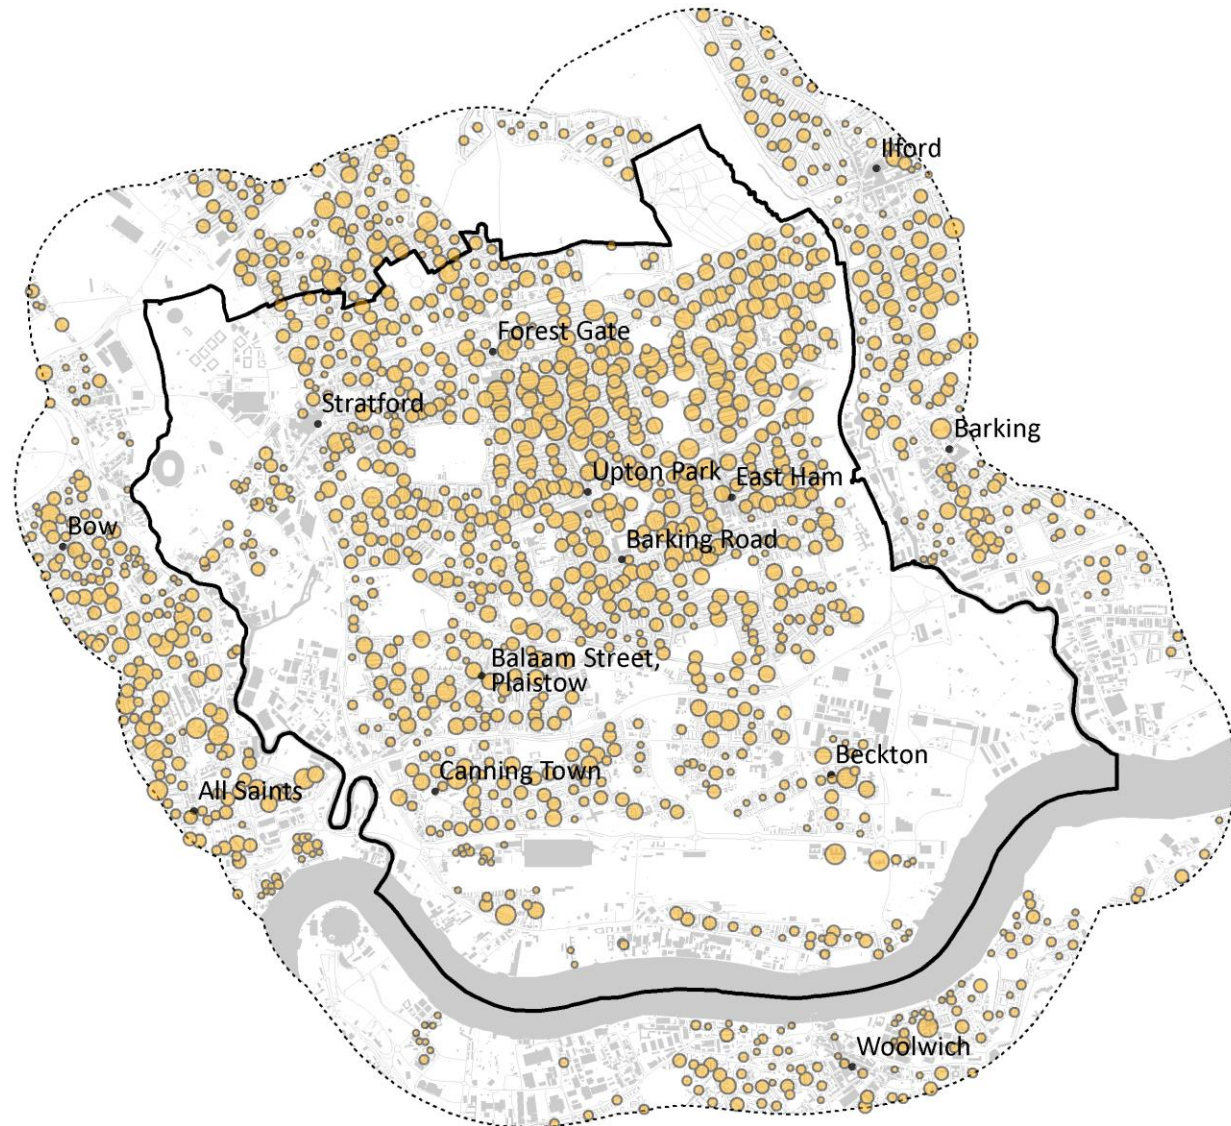 Ilford
Forest Gate
Stratford
Barking
Upton Park
East Ham
Bow
Barking Road
Balaam Street,
Plaistow
Beckton
Canning Town
All Saints
Woolwich